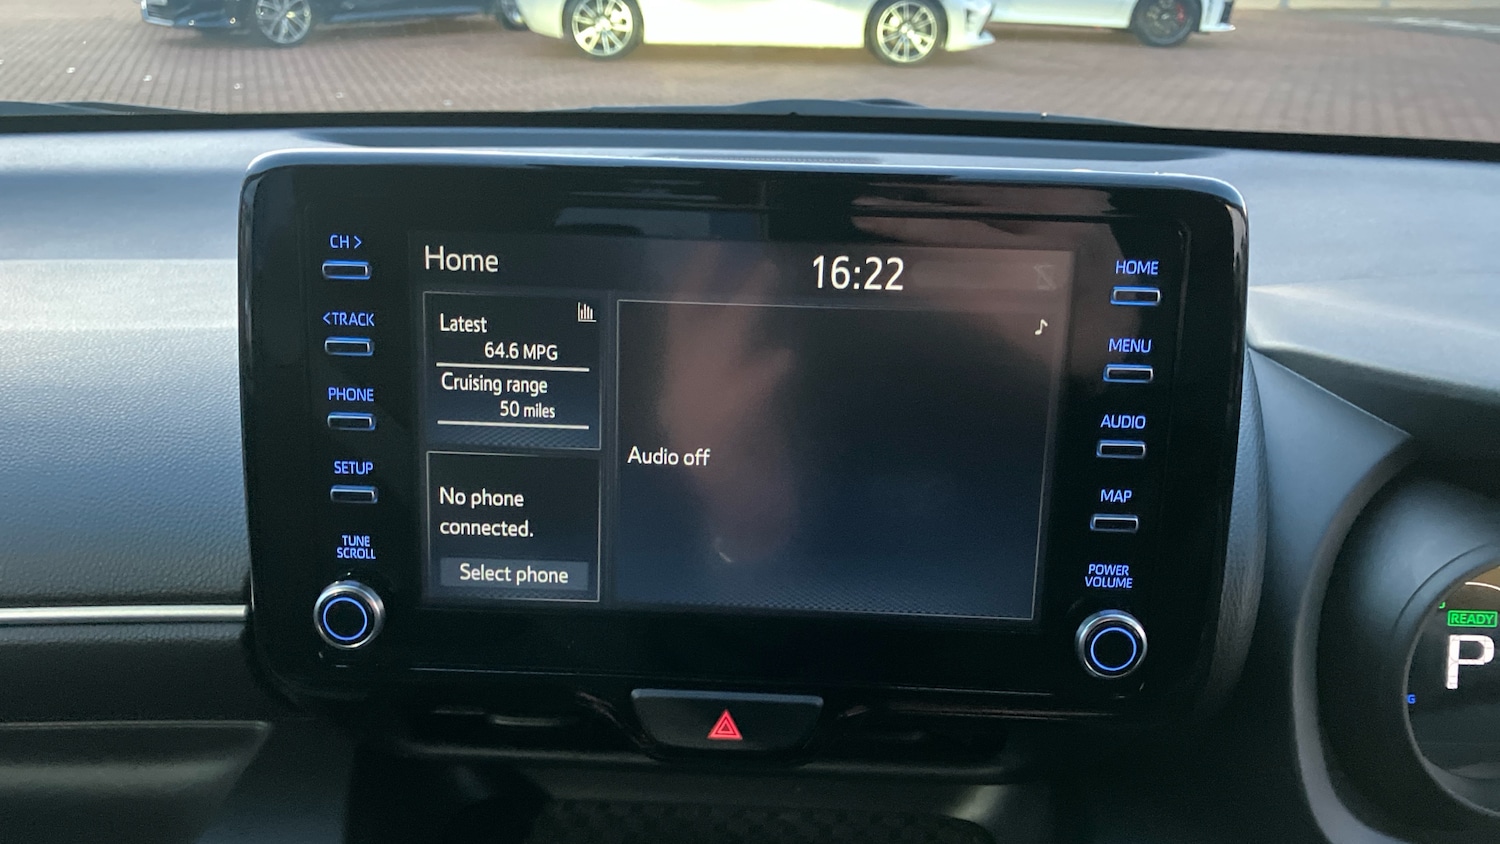 CH >
<TRACK
PHONE
SETUP
TUNE
SCROLL
Home
16:22
Latest
64.6 MPG
Cruising range
50 miles
No phone
connected.
Select phone
Audio off
HOME
MENU
AUDIO
MAP
POWER
VOLUME
READY
P